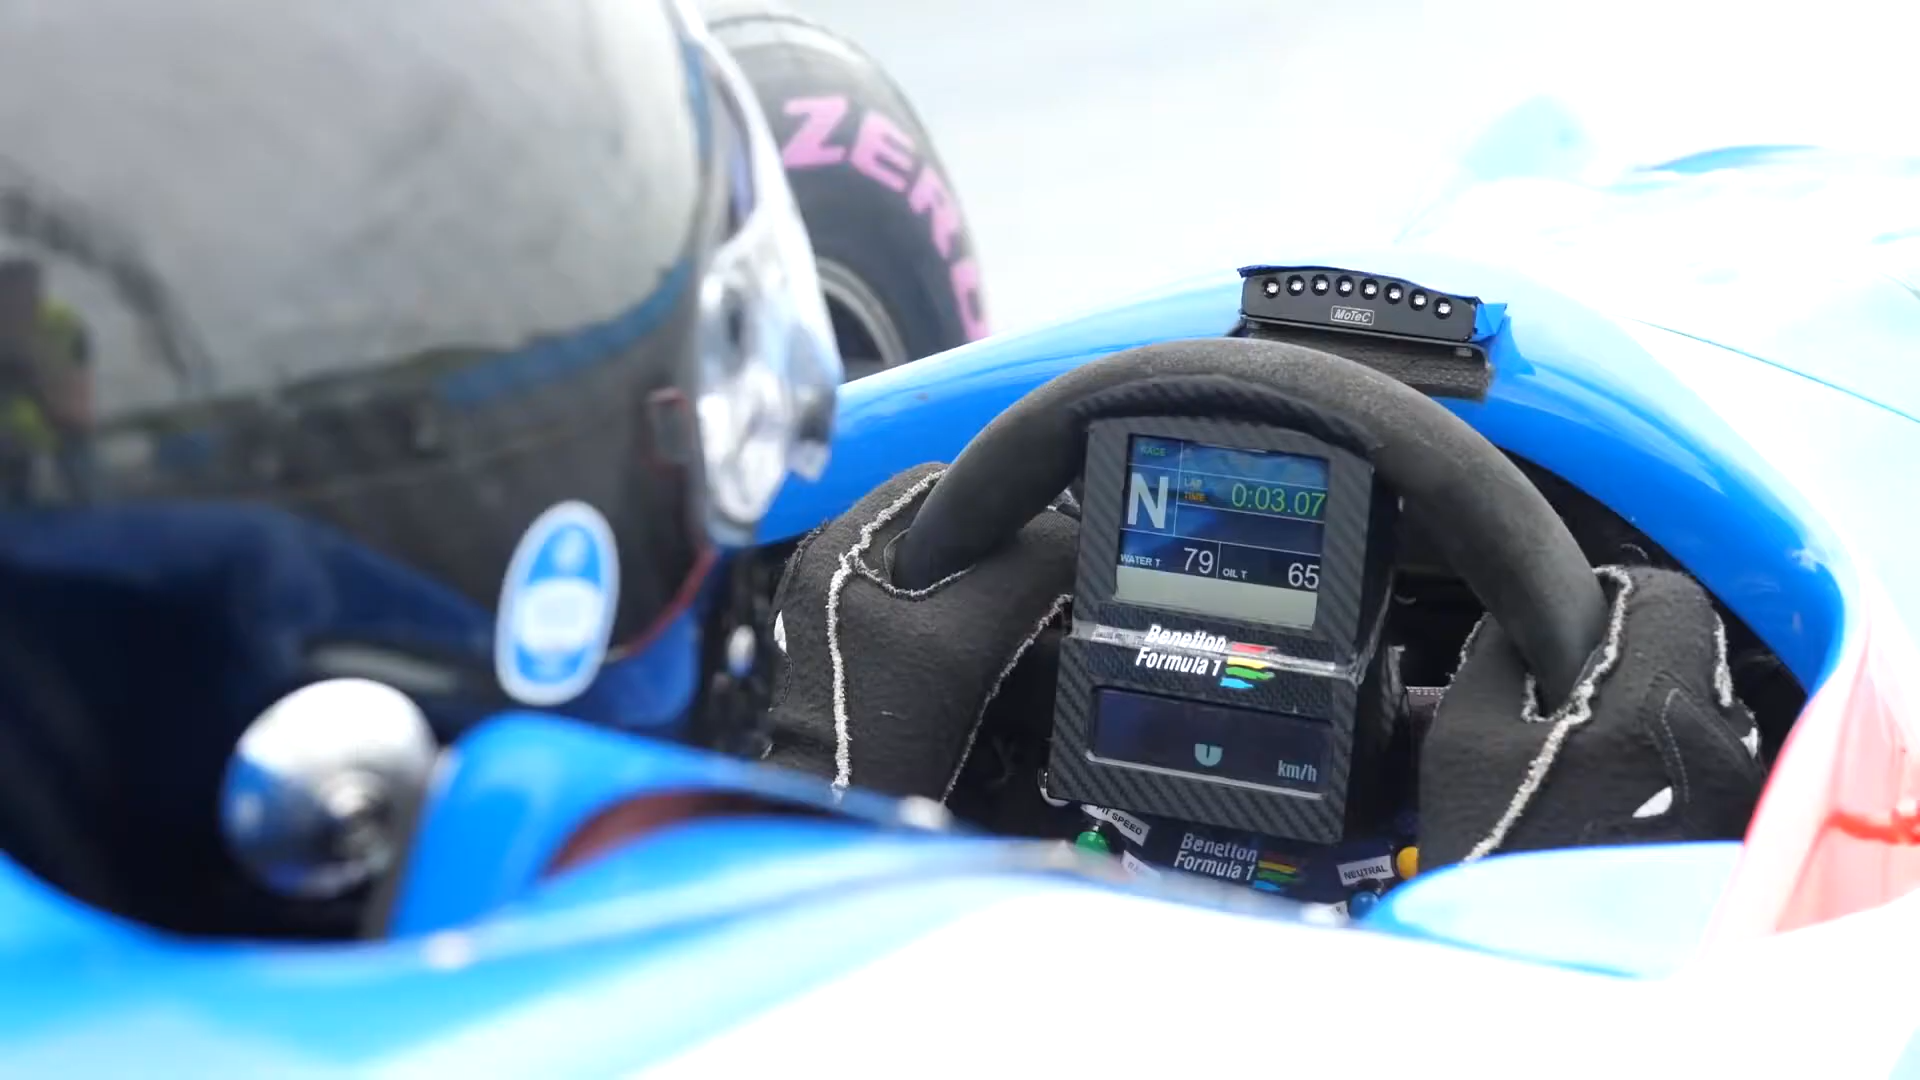 ZERO
MoTeC
RACE
N
LAP
TIME
0:03.07
WATER T
79
OIL T
65
Benetton
Formula 1
km/h
PIT SPEED
Benetton
Formula 1
NEUTRAL